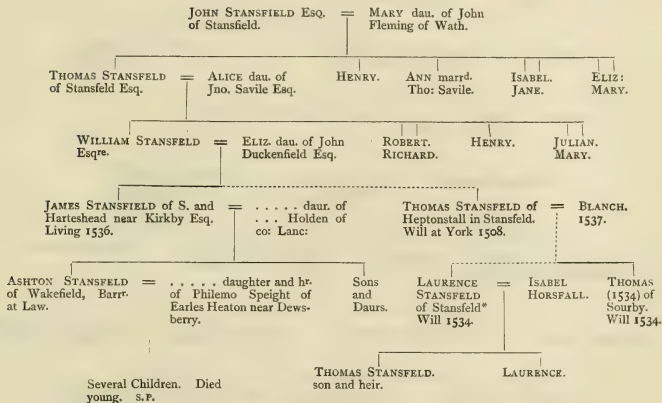 JOHN STANSFIELD ESQ. = MARY dau. of John
of Stansfield. Fleming of Wath.
THOMAS STANSFELD = ALICE dau. of HENRY. ANN marrd. ISABEL. ELIZ:
of Stansfeld Esq. Jno. Savile Esq. Tho: Savile. JANE. MARY.
WILLIAM STANSFELD = ELIZ. dau. of John ROBERT. HENRY. JULIAN.
Esqre. Duckenfield Esq. RICHARD. MARY.
JAMES STANSFIELD of S. and = . . . . . daur. of THOMAS STANSFELD of = BLANCH.
Harteshead near Kirkby Esq. . . . Holden of Heptonstall in Stansfeld. 1537.
Living 1536. co: Lanc: Will at York 1508.
ASHTON STANSFELD = . . . . . daughter and hr. Sons LAURENCE = ISABEL THOMAS
of Wakefield, Barrr. of Philemo Speight of and STANSFELD HORSFALL. (1534) of
at Law. Earles Heaton near Dews- Daurs. of Stansfeld* Sourby.
berry. Will 1534. Will 1534.
THOMAS STANSFELD. LAURENCE.
son and heir.
Several Children. Died
young. S.P.